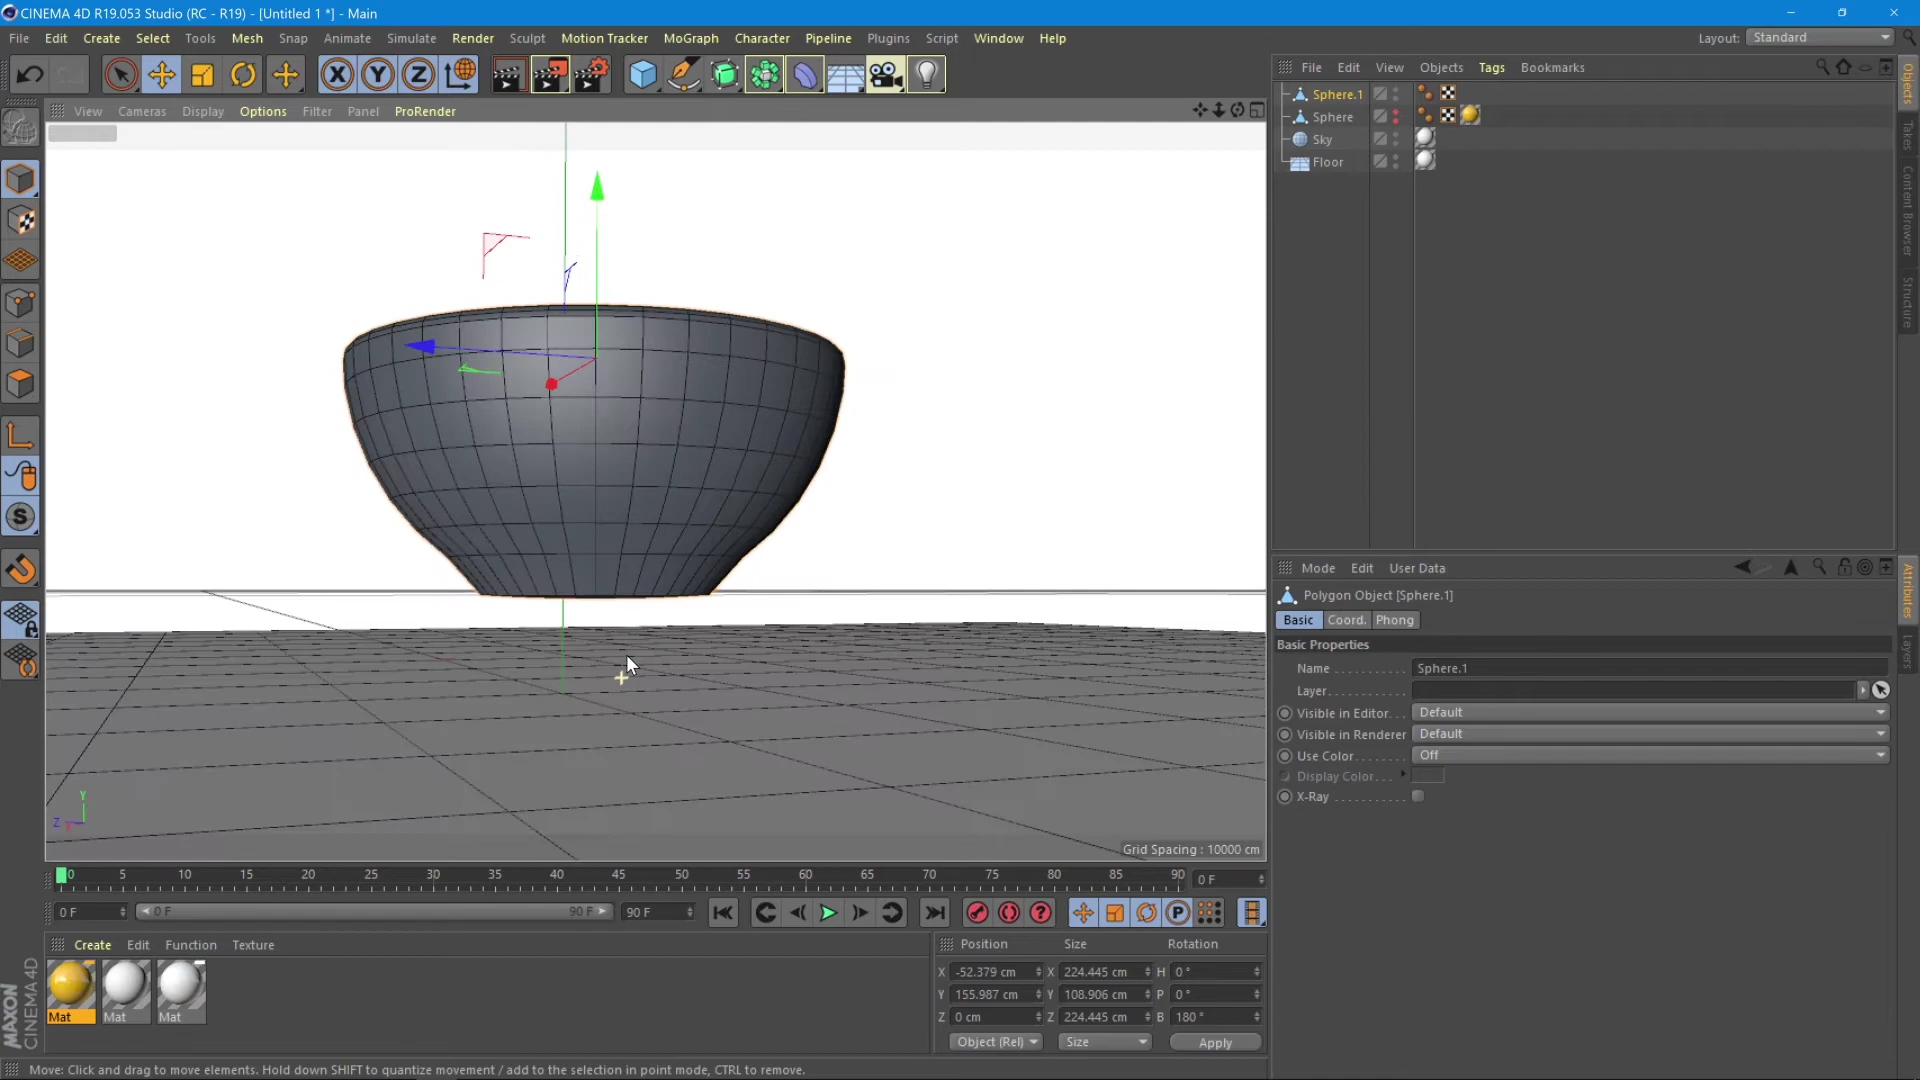 CINEMA 4D R19.053 Studio (RC - R19) - [Untitled 1 *] - Main
File Edit Create Select Tools Mesh Snap Animate Simulate Render Sculpt Motion Tracker MoGraph Character Pipeline Plugins Script Window Help
Layout: Standard
File Edit View Objects Tags Bookmarks
View Cameras Display Options Filter Panel ProRender
Sphere.1
Sphere
Sky
Floor
Objects
Takes
Content Browser
Structure
Mode Edit User Data
Polygon Object [Sphere.1]
Basic Coord. Phong
Basic Properties
Name Sphere.1
Layer
Visible in Editor Default
Visible in Renderer Default
Use Color Off
Display Color
X-Ray
Attributes
Layers
Y
Z
Grid Spacing : 10000 cm
0 5 10 15 20 25 30 35 40 45 50 55 60 65 70 75 80 85 90
0 F
0 F 0 F 90 F 90 F
Create Edit Function Texture
Mat Mat Mat
Position Size Rotation
X -52.379 cm X 224.445 cm H 0 °
Y 155.987 cm Y 108.906 cm P 0 °
Z 0 cm Z 224.445 cm B 180 °
Object (Rel) Size Apply
MAXON
CINEMA 4D
Move: Click and drag to move elements. Hold down SHIFT to quantize movement / add to the selection in point mode, CTRL to remove.